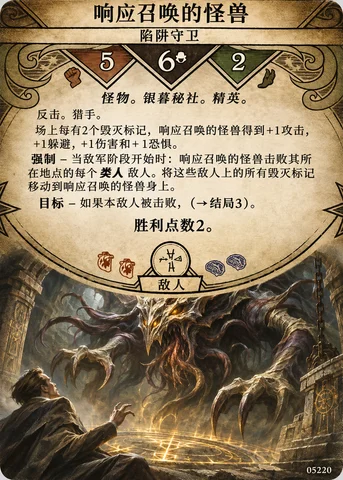 响应召唤的怪兽
陷阱守卫
5 6 2
怪物。银暮秘社。精英。
反击。猎手。
场上每有2个毁灭标记，响应召唤的怪兽得到+1攻击，
+1躲避，+1伤害和+1恐惧。
强制 – 当敌军阶段开始时：响应召唤的怪兽击败其所
在地点的每个 类人 敌人。将这些敌人上的所有毁灭标记
移动到响应召唤的怪兽身上。
目标 – 如果本敌人被击败，（→结局3）。
胜利点数2。
敌人
05220